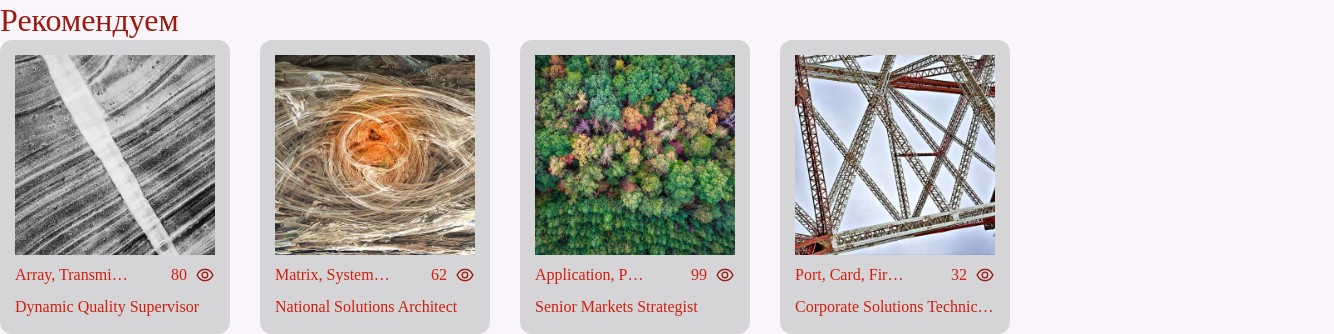 Рекомендуем
Array, Transmi… 80
Dynamic Quality Supervisor
Matrix, System… 62
National Solutions Architect
Application, P… 99
Senior Markets Strategist
Port, Card, Fir… 32
Corporate Solutions Technic…